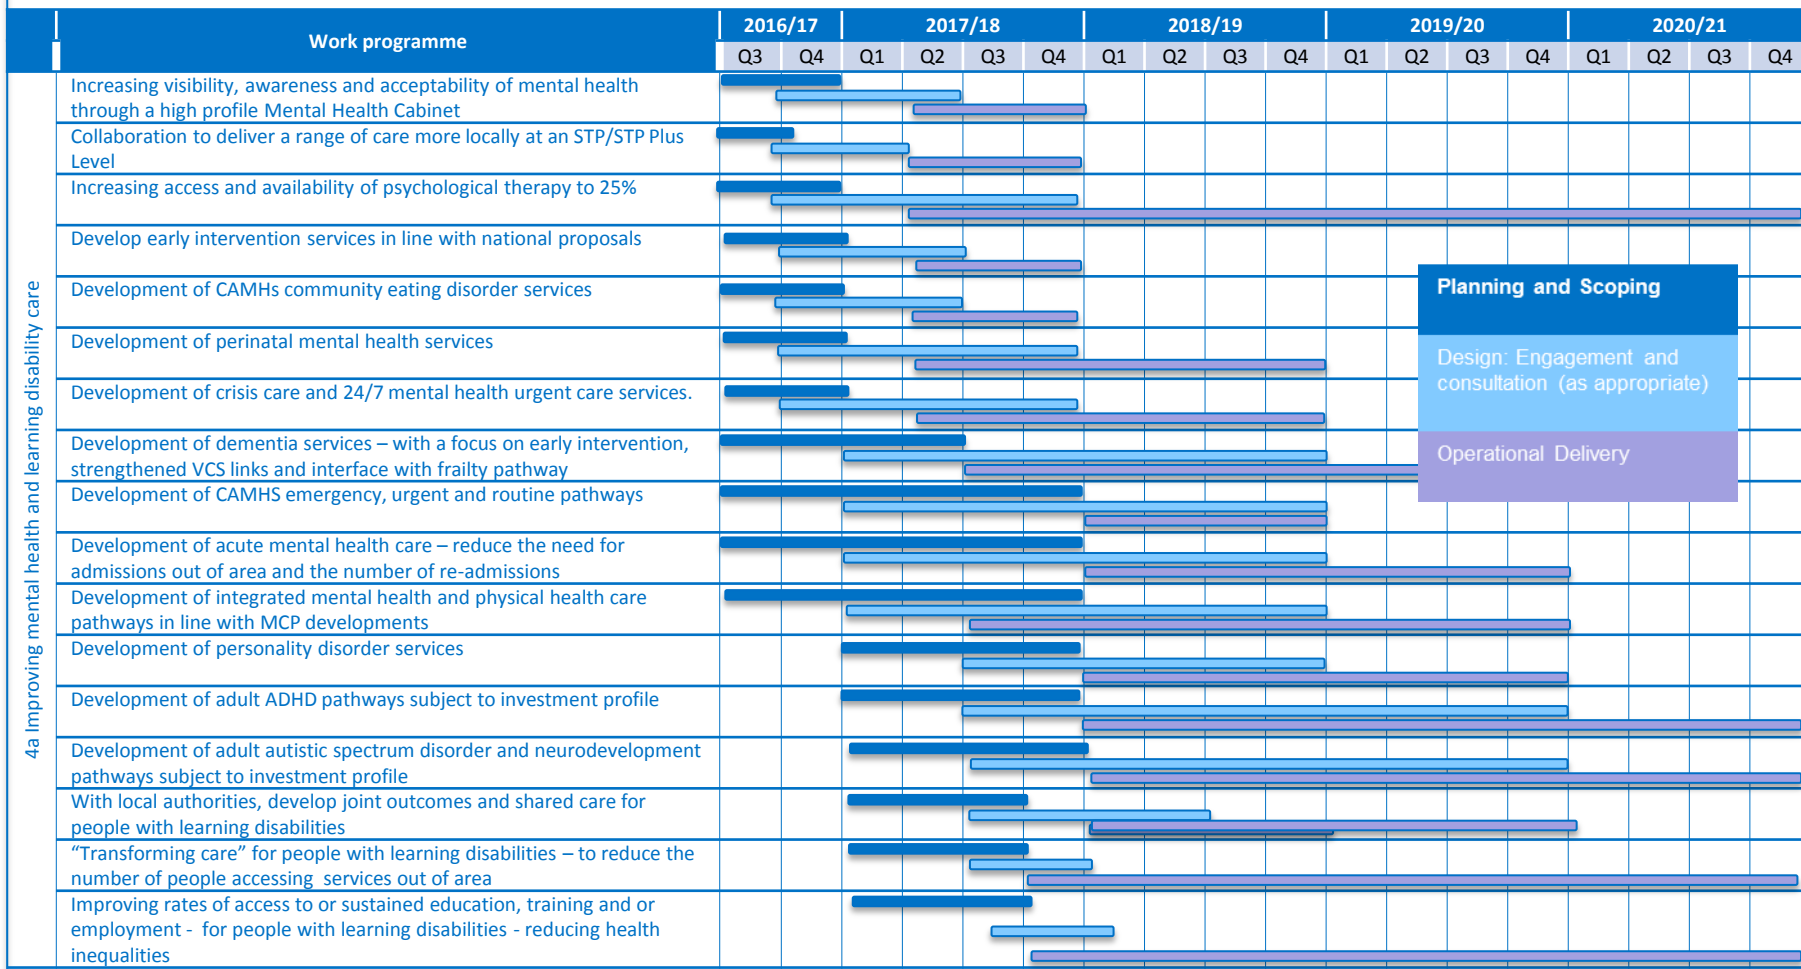 Work programme
2016/17 2017/18 2018/19 2019/20 2020/21
Q3 Q4 Q1 Q2 Q3 Q4 Q1 Q2 Q3 Q4 Q1 Q2 Q3 Q4 Q1 Q2 Q3 Q4
4a Improving mental health and learning disability care
Increasing visibility, awareness and acceptability of mental health
through a high profile Mental Health Cabinet
Collaboration to deliver a range of care more locally at an STP/STP Plus
Level
Increasing access and availability of psychological therapy to 25%
Develop early intervention services in line with national proposals
Development of CAMHs community eating disorder services
Development of perinatal mental health services
Development of crisis care and 24/7 mental health urgent care services.
Development of dementia services – with a focus on early intervention,
strengthened VCS links and interface with frailty pathway
Development of CAMHS emergency, urgent and routine pathways
Development of acute mental health care – reduce the need for
admissions out of area and the number of re-admissions
Development of integrated mental health and physical health care
pathways in line with MCP developments
Development of personality disorder services
Development of adult ADHD pathways subject to investment profile
Development of adult autistic spectrum disorder and neurodevelopment
pathways subject to investment profile
With local authorities, develop joint outcomes and shared care for
people with learning disabilities
“Transforming care” for people with learning disabilities – to reduce the
number of people accessing services out of area
Improving rates of access to or sustained education, training and or
employment - for people with learning disabilities - reducing health
inequalities
Planning and Scoping
Design: Engagement and
consultation (as appropriate)
Operational Delivery